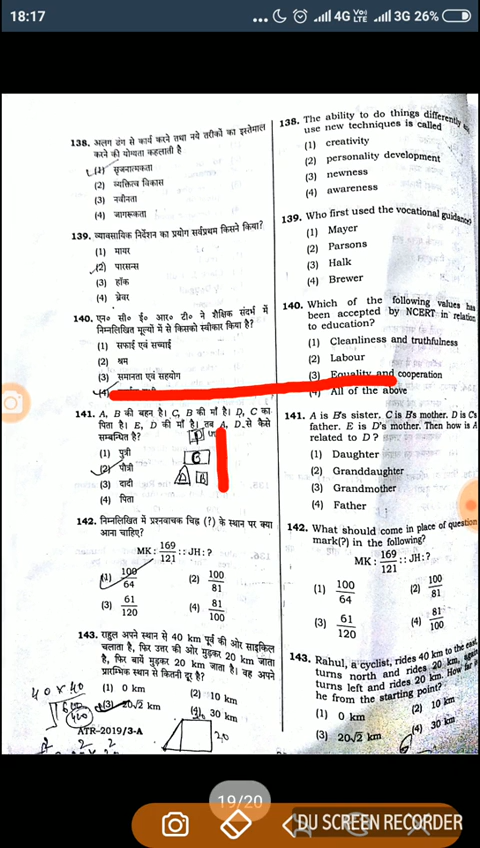 18:17
... 4G VoLTE 3G 26%
138. अलग ढंग से कार्य करने तथा नये तरीकों का इस्तेमाल
करने की योग्यता कहलाती है
(1) सृजनात्मकता
(2) व्यक्तित्व विकास
(3) नवीनता
(4) जागरूकता
139. व्यावसायिक निर्देशन का प्रयोग सर्वप्रथम किसने किया?
(1) मायर
(2) पारसन्स
(3) हॉक
(4) ब्रेवर
140. एन० सी० ई० आर० टी० ने शैक्षिक संदर्भ में
निम्नलिखित मूल्यों में से किसको स्वीकार किया है?
(1) सफाई एवं सच्चाई
(2) श्रम
(3) समानता एवं सहयोग
(4)
141. A, B की बहन है। C, B की माँ है। D, C का
पिता है। E, D की माँ है। तब A, D से कैसे
सम्बन्धित है?
(1) पुत्री
(2) पौत्री
(3) दादी
(4) पिता
142. निम्नलिखित में प्रश्नवाचक चिह्न (?) के स्थान पर क्या
आना चाहिए?
MK : 169/121 :: JH : ?
(1) 100/64 (2) 100/81
(3) 61/120 (4) 81/100
143. राहुल अपने स्थान से 40 km पूर्व की ओर साइकिल
चलाता है, फिर उत्तर की ओर मुड़कर 20 km जाता
है, फिर बायें मुड़कर 20 km जाता है। वह अपने
प्रारम्भिक स्थान से कितनी दूर है?
(1) 0 km (2) 10 km
(3) 20√2 km (4) 30 km
40 × 40
ATR-2019/3-A
138. The ability to do things differently
use new techniques is called
(1) creativity
(2) personality development
(3) newness
(4) awareness
139. Who first used the vocational guidance?
(1) Mayer
(2) Parsons
(3) Halk
(4) Brewer
140. Which of the following values has
been accepted by NCERT in relation
to education?
(1) Cleanliness and truthfulness
(2) Labour
(3) Equality and cooperation
(4) All of the above
141. A is B's sister. C is B's mother. D is C's
father. E is D's mother. Then how is A
related to D?
(1) Daughter
(2) Granddaughter
(3) Grandmother
(4) Father
142. What should come in place of question
mark(?) in the following?
MK : 169/121 :: JH : ?
(1) 100/64 (2) 100/81
(3) 61/120 (4) 81/100
143. Rahul, a cyclist, rides 40 km to the east,
turns north and rides 20 km, again
turns left and rides 20 km. How far is
he from the starting point?
(1) 0 km (2) 10 km
(3) 20√2 km (4) 30 km
19/20
DU SCREEN RECORDER